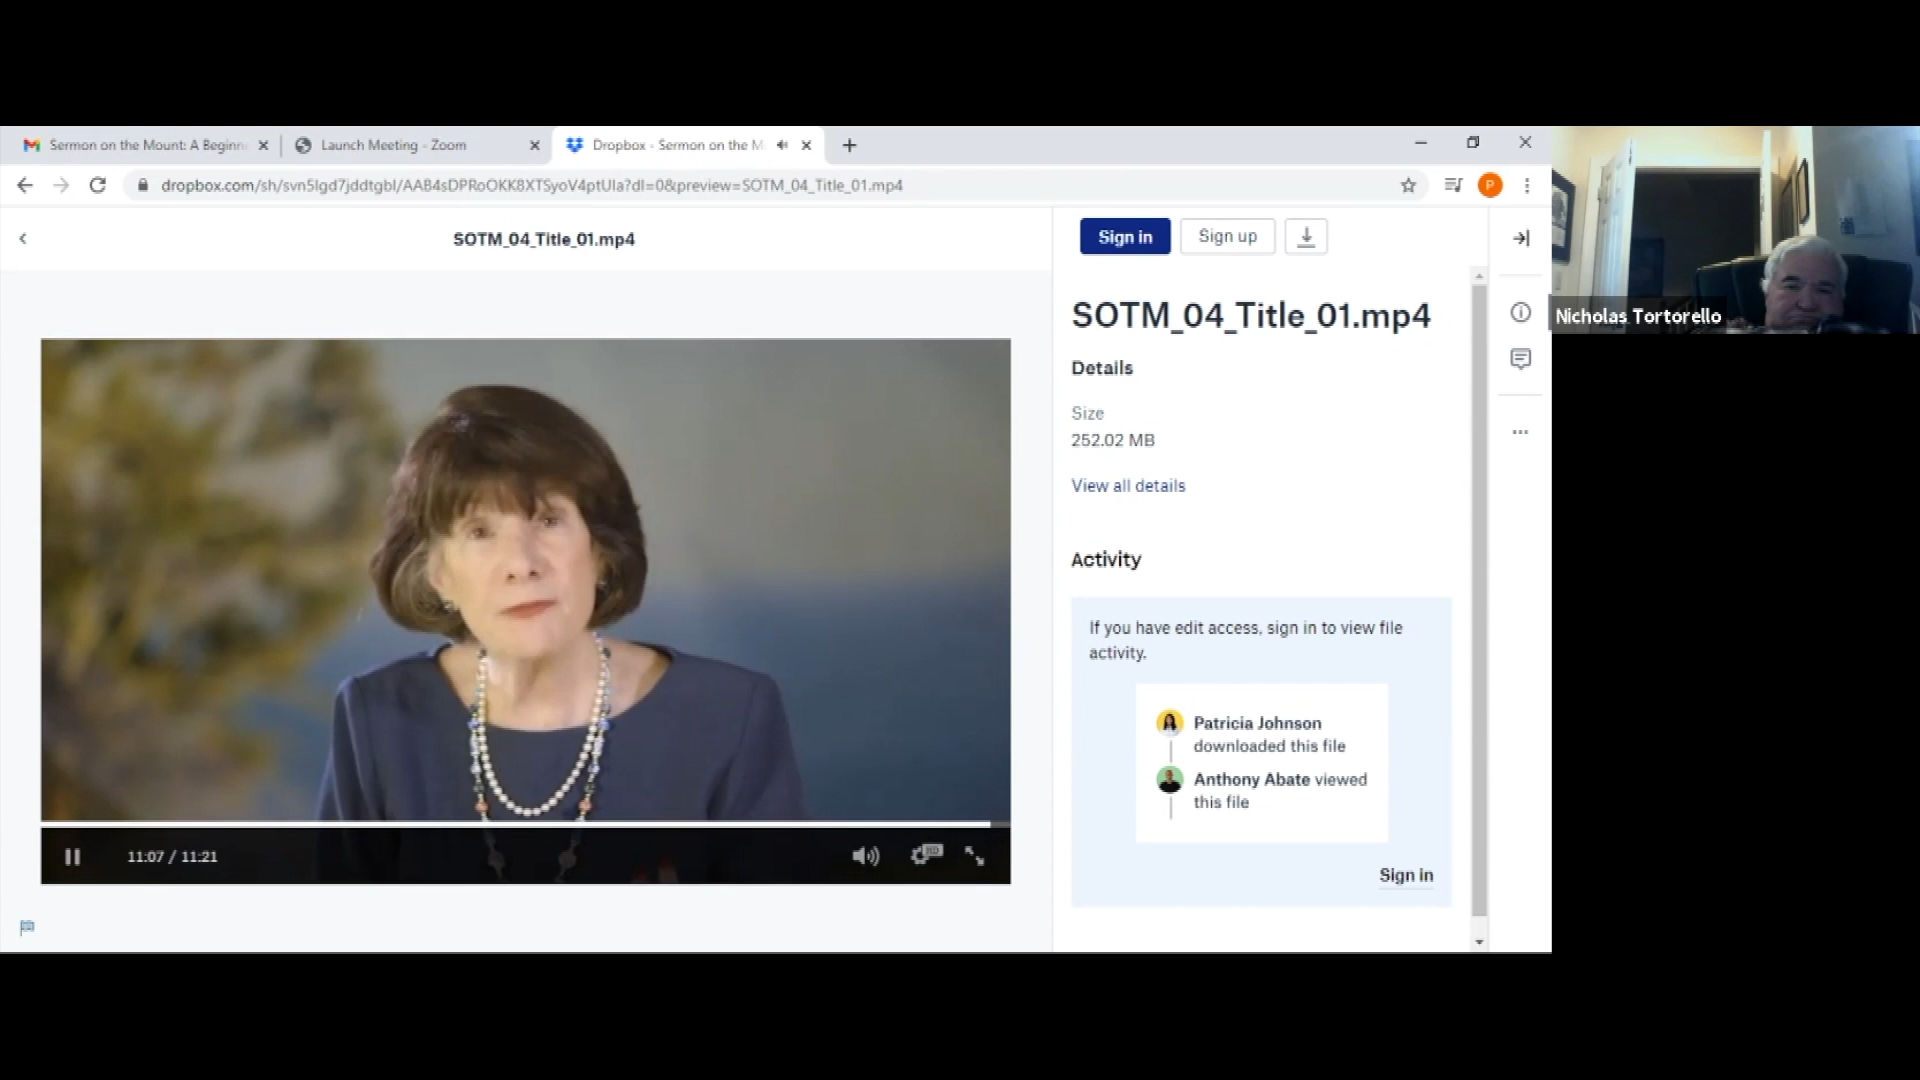 Sermon on the Mount: A Beginn
Launch Meeting - Zoom
Dropbox - Sermon on the M
dropbox.com/sh/svn5lgd7jddtgbl/AAB4sDPRoOKK8XTSyoV4ptUla?dl=0&preview=SOTM_04_Title_01.mp4
P
SOTM_04_Title_01.mp4
Sign in
Sign up
SOTM_04_Title_01.mp4
Details
Size
252.02 MB
View all details
Activity
If you have edit access, sign in to view file
activity.
Patricia Johnson
downloaded this file
Anthony Abate viewed
this file
Sign in
11:07 / 11:21
HD
Nicholas Tortorello